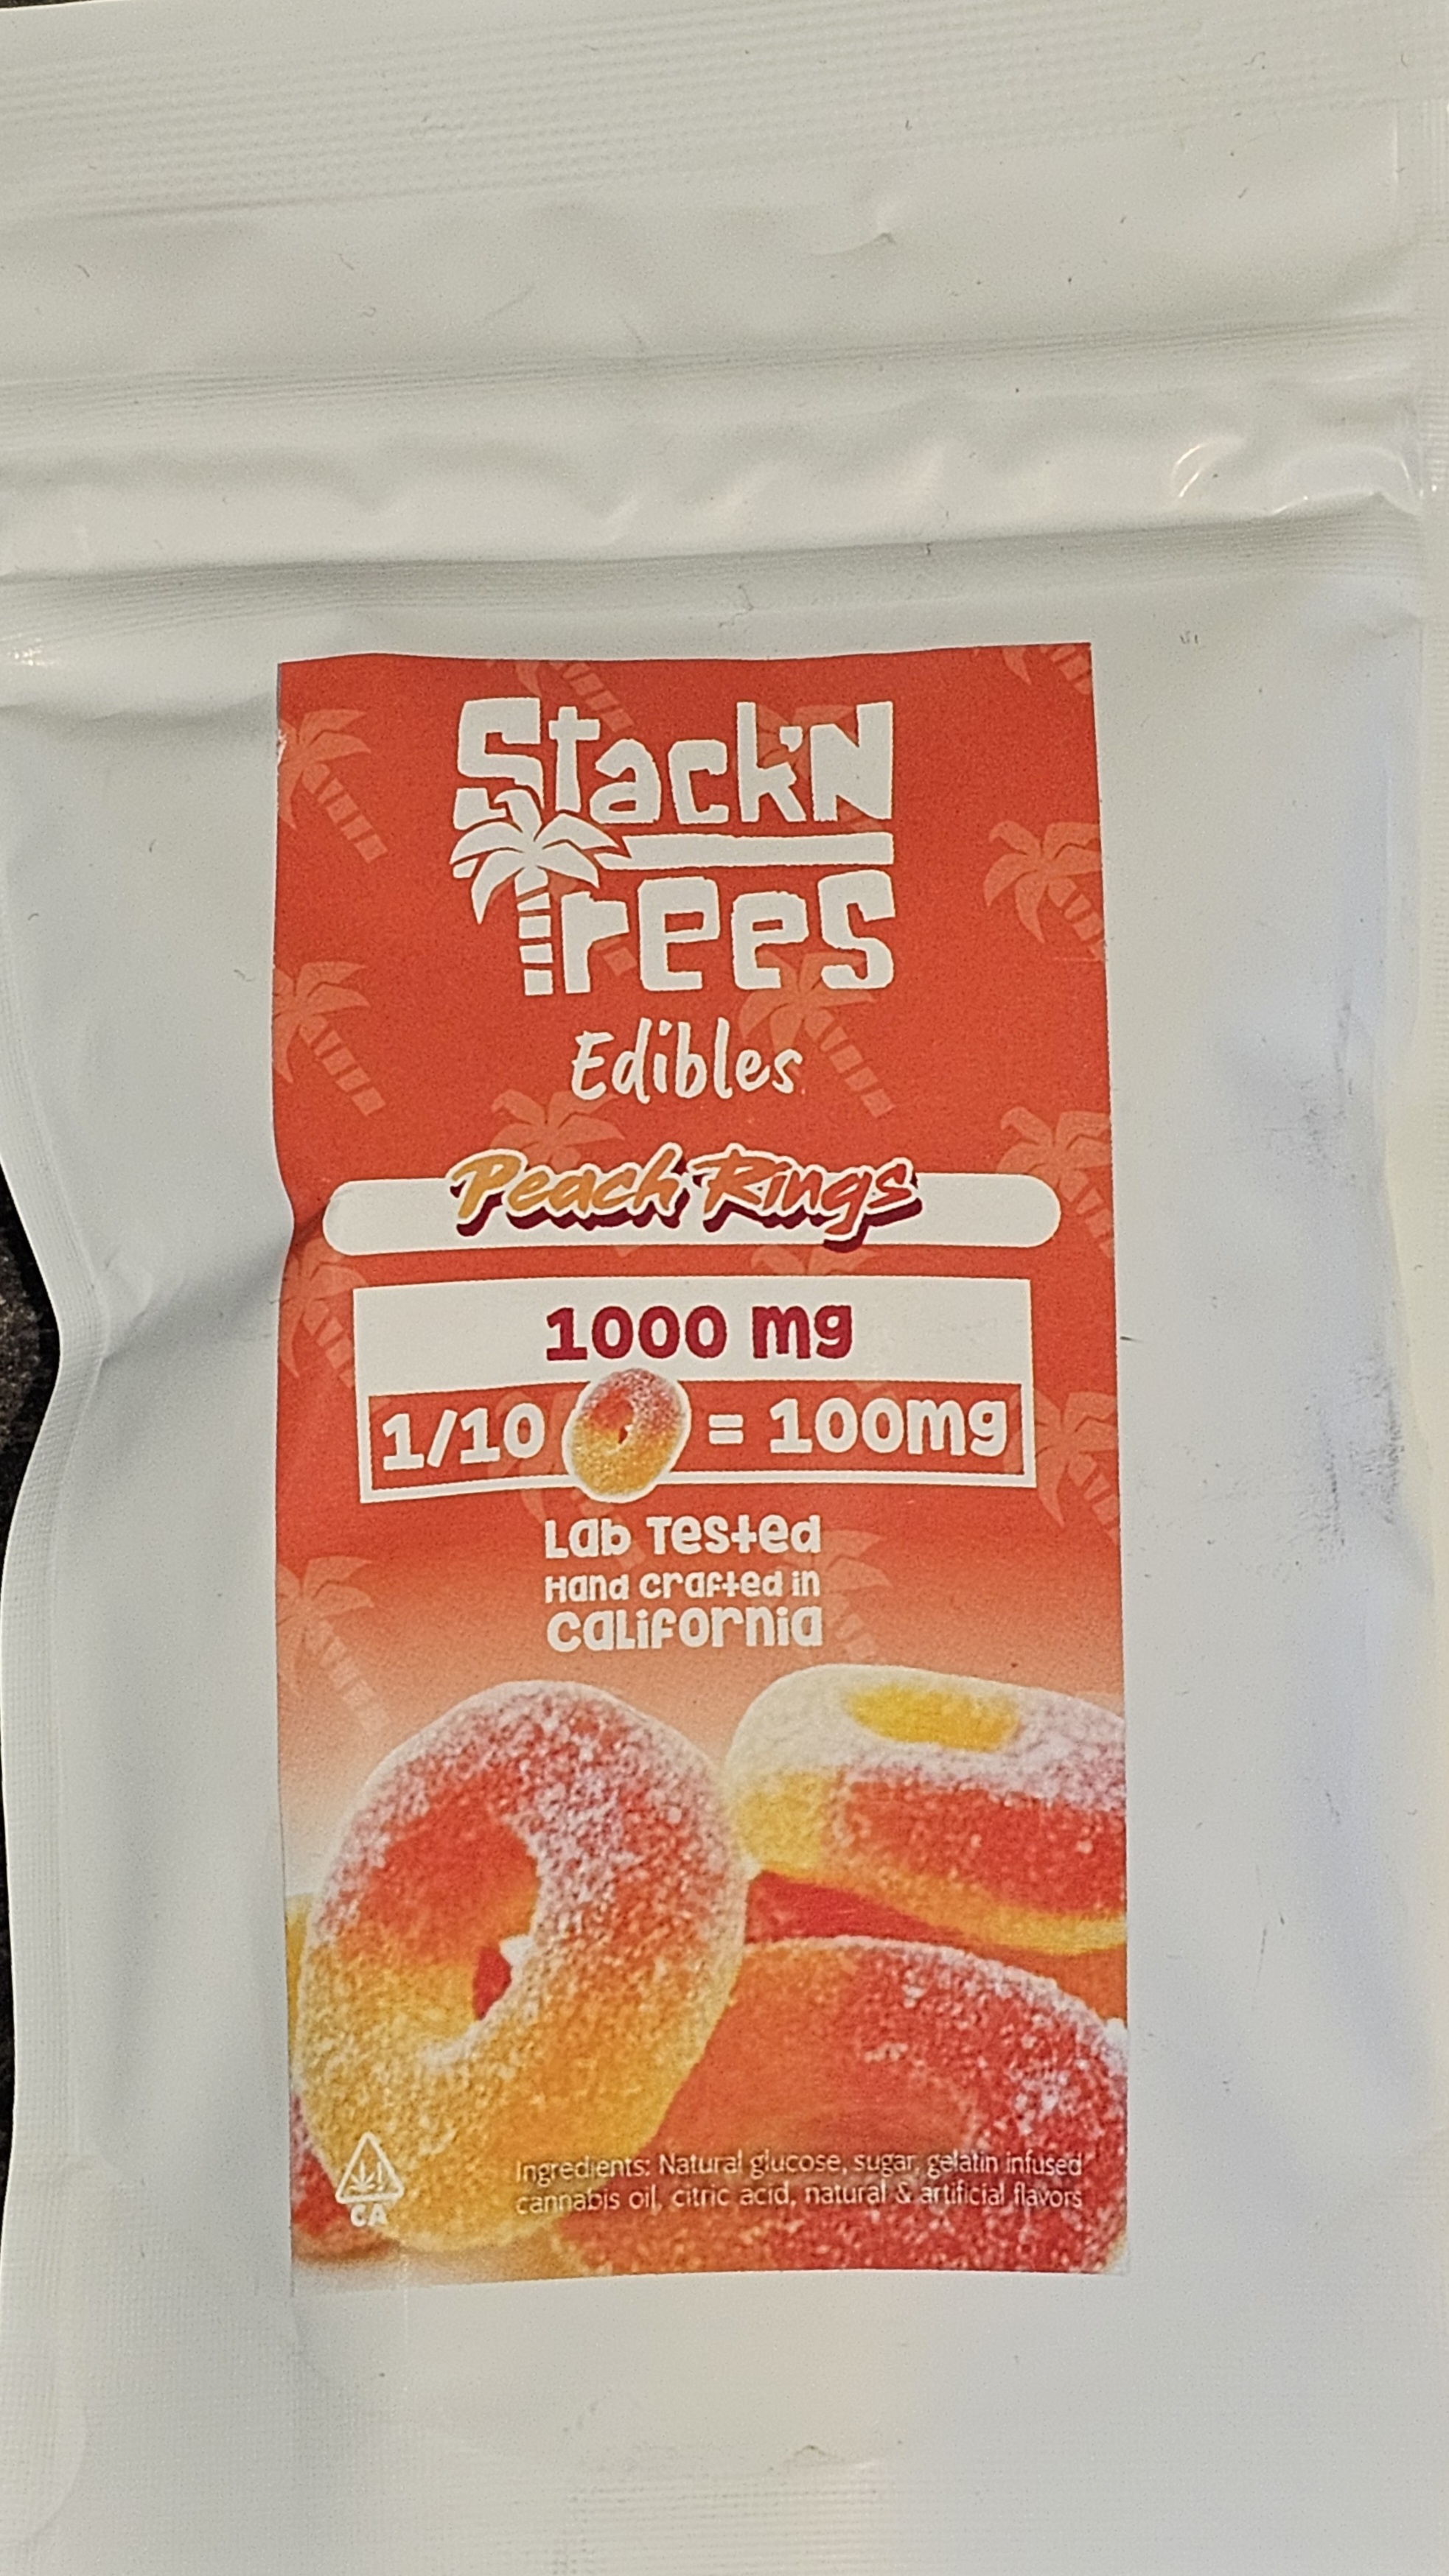 Stack'N
Trees
Edibles
Peach Rings
1000 mg
1/10 = 100mg
Lab Tested
Hand Crafted in
California
Ingredients: Natural glucose, sugar, gelatin infused
cannabis oil, citric acid, natural & artificial flavors
CA